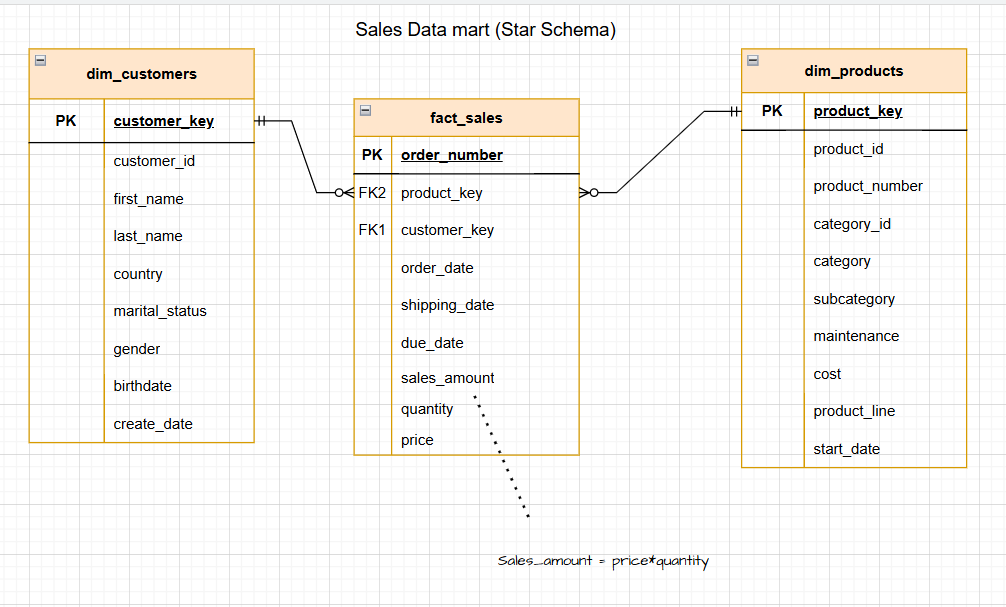 Sales Data mart (Star Schema)
dim_customers
PK customer_key
customer_id
first_name
last_name
country
marital_status
gender
birthdate
create_date
fact_sales
PK order_number
FK2 product_key
FK1 customer_key
order_date
shipping_date
due_date
sales_amount
quantity
price
dim_products
PK product_key
product_id
product_number
category_id
category
subcategory
maintenance
cost
product_line
start_date
Sales_amount = price*quantity